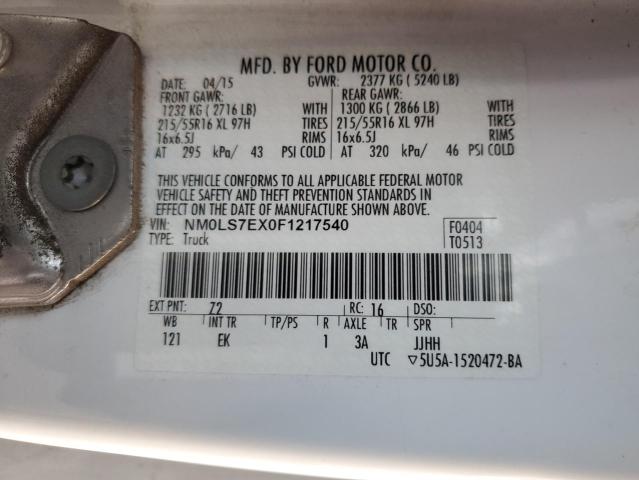 MFD. BY FORD MOTOR CO.
DATE: 04/15 GVWR: 2377 KG ( 5240 LB)
FRONT GAWR: REAR GAWR:
1232 KG ( 2716 LB) WITH 1300 KG ( 2866 LB) WITH
215/55R16 XL 97H TIRES 215/55R16 XL 97H TIRES
16x6.5J RIMS 16x6.5J RIMS
AT 295 kPa/ 43 PSI COLD AT 320 kPa/ 46 PSI COLD
THIS VEHICLE CONFORMS TO ALL APPLICABLE FEDERAL MOTOR
VEHICLE SAFETY AND THEFT PREVENTION STANDARDS IN
EFFECT ON THE DATE OF MANUFACTURE SHOWN ABOVE.
VIN: NM0LS7EX0F1217540 F0404
TYPE: Truck T0513
EXT PNT: Z2 RC: 16 DSO:
WB INT TR TP/PS R AXLE TR SPR
121 EK 1 3A JJHH
UTC ▽5U5A-1520472-BA